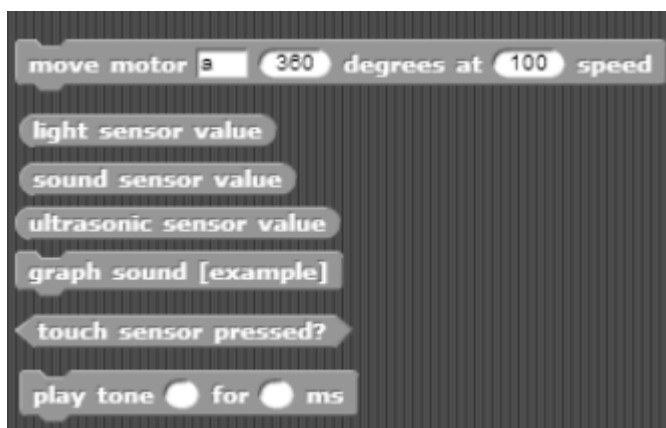 move motor a 360 degrees at 100 speed
light sensor value
sound sensor value
ultrasonic sensor value
graph sound [example]
touch sensor pressed?
play tone for ms